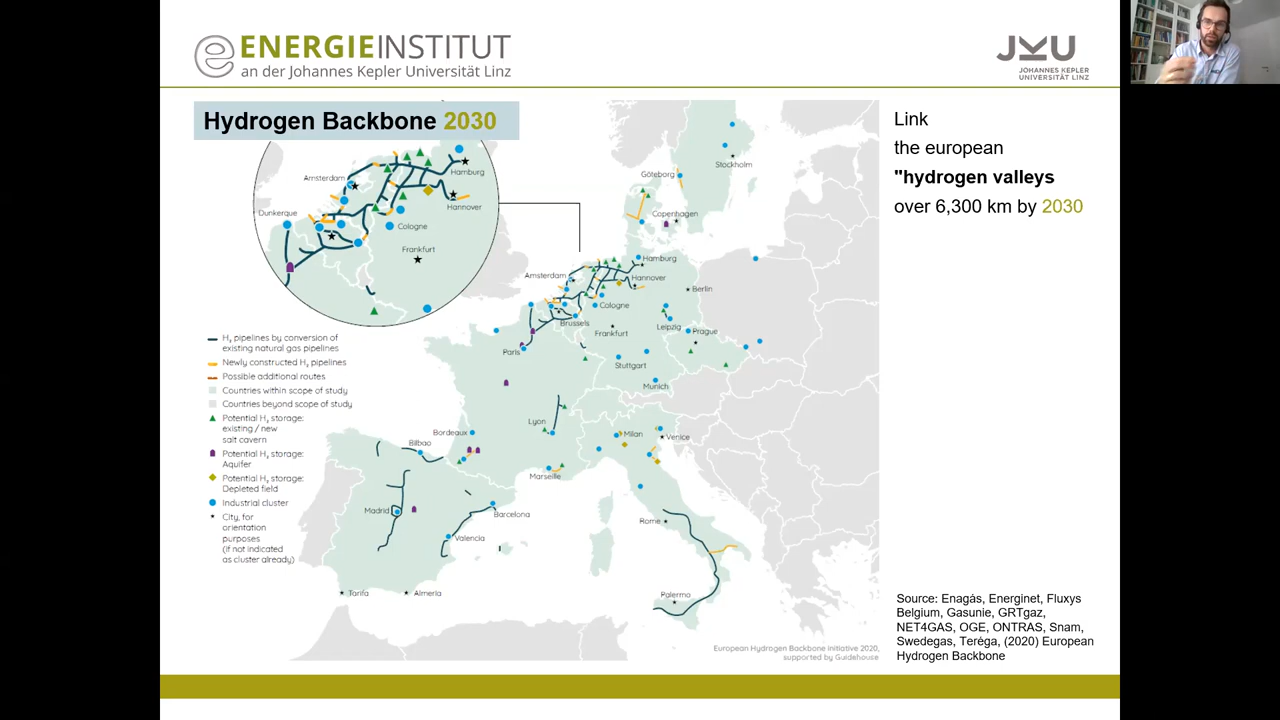 ENERGIEINSTITUT
an der Johannes Kepler Universität Linz
JKU
JOHANNES KEPLER
UNIVERSITÄT LINZ
Hydrogen Backbone 2030
Link
the european
"hydrogen valleys
over 6,300 km by 2030
Amsterdam
Hamburg
Hannover
Dunkerque
Cologne
Frankfurt
Stockholm
Göteborg
Copenhagen
Hamburg
Amsterdam
Hannover
Berlin
Cologne
Brussels
Frankfurt
Leipzig
Prague
Paris
Stuttgart
Munich
Lyon
Milan
Venice
Bordeaux
Bilbao
Marseille
Madrid
Barcelona
Valencia
Rome
Palermo
Tarifa
Almeria
H₂ pipelines by conversion of
existing natural gas pipelines
Newly constructed H₂ pipelines
Possible additional routes
Countries within scope of study
Countries beyond scope of study
Potential H₂ storage:
existing / new
salt cavern
Potential H₂ storage:
Aquifer
Potential H₂ storage:
Depleted field
Industrial cluster
City, for
orientation
purposes
(if not indicated
as cluster already)
European Hydrogen Backbone initiative 2020,
supported by Guidehouse
Source: Enagás, Energinet, Fluxys
Belgium, Gasunie, GRTgaz,
NET4GAS, OGE, ONTRAS, Snam,
Swedegas, Teréga, (2020) European
Hydrogen Backbone